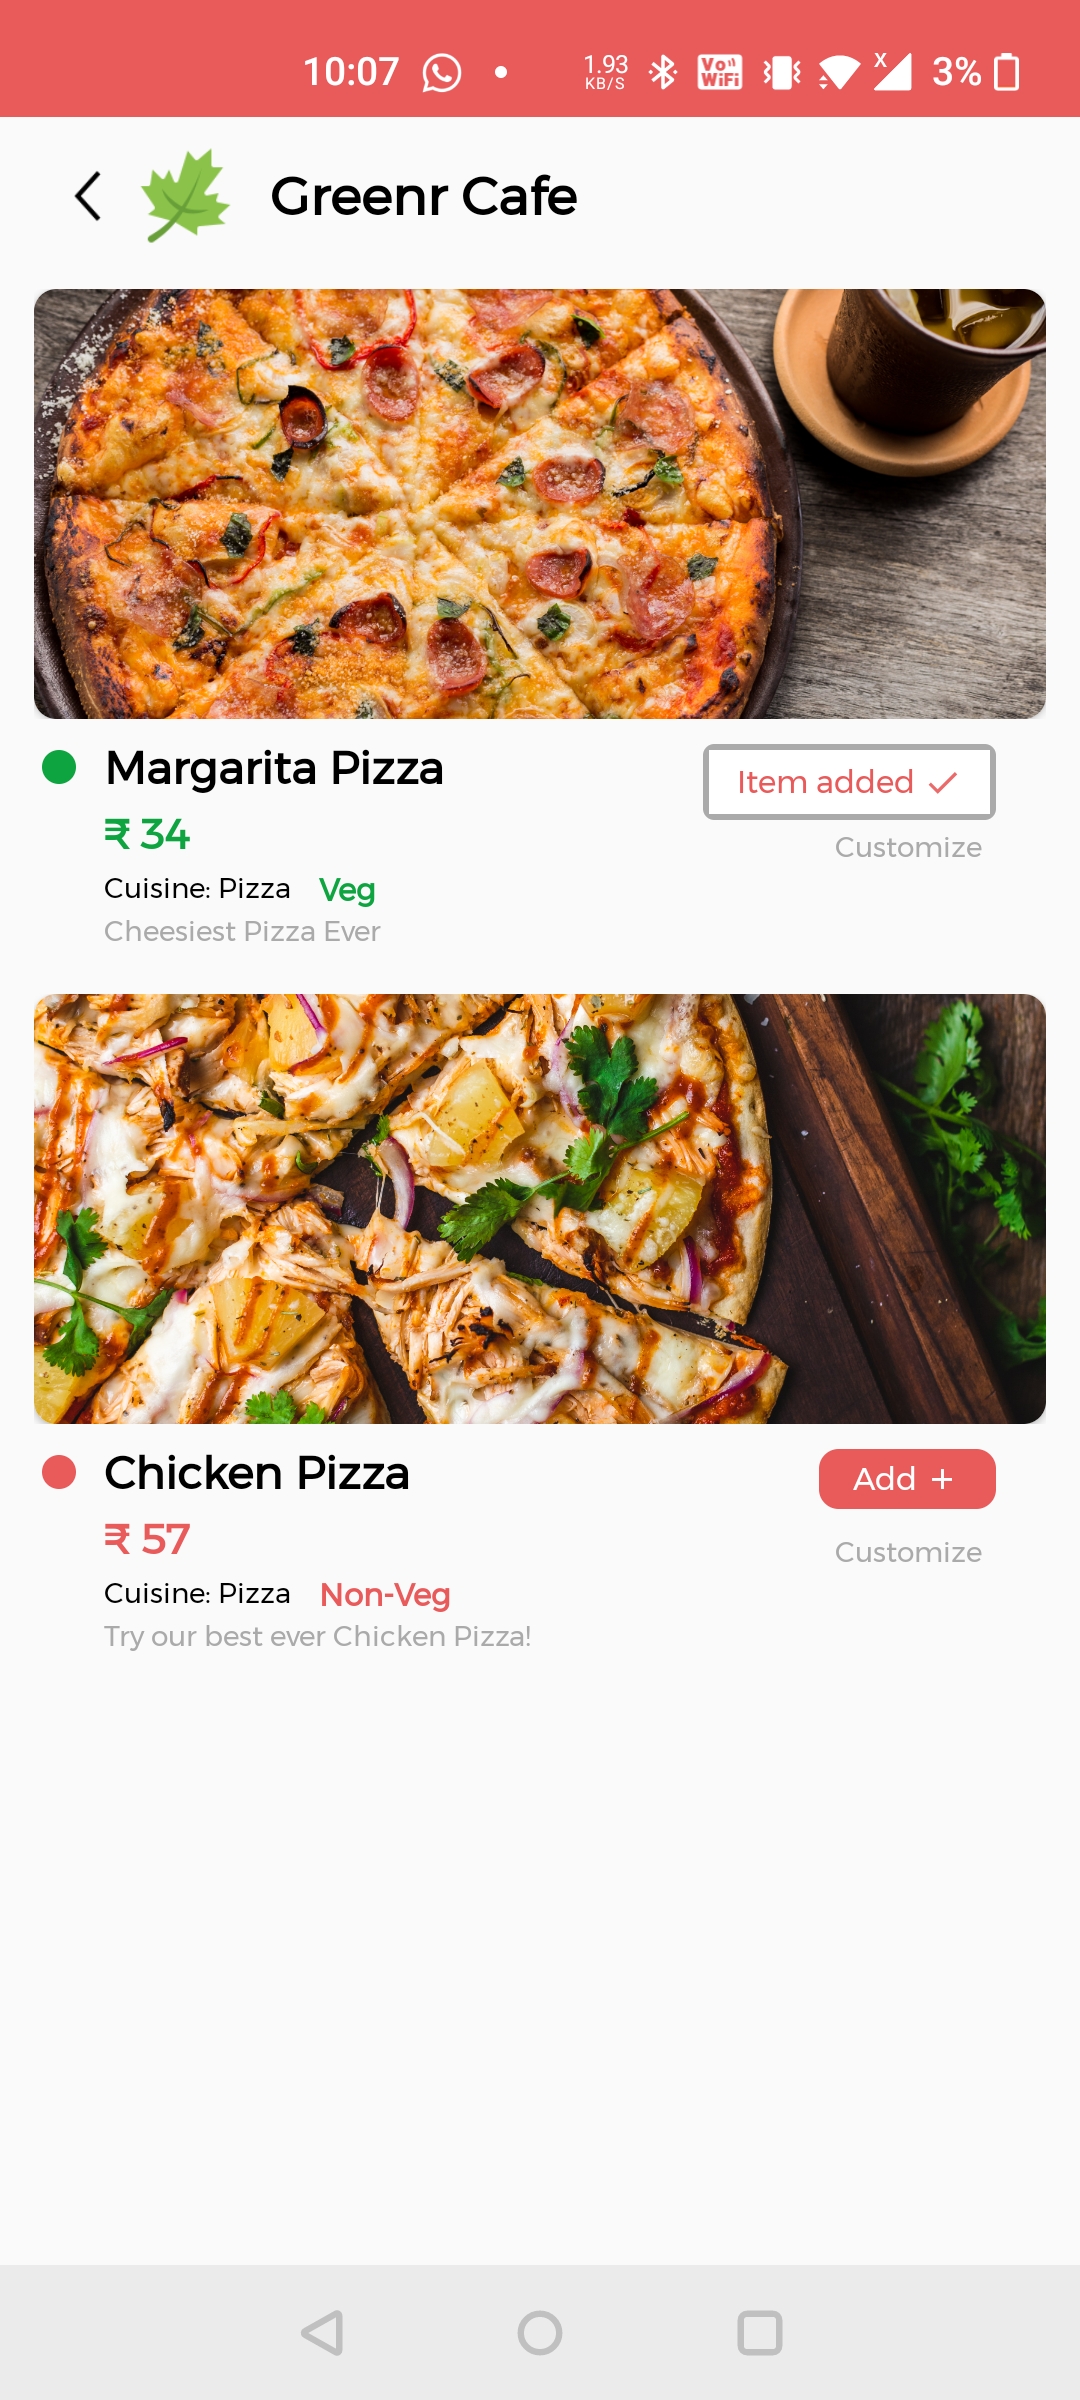 10:07 1.93 KB/S Vo WiFi X 3%
Greenr Cafe
Margarita Pizza
Item added
₹ 34
Customize
Cuisine: Pizza Veg
Cheesiest Pizza Ever
Chicken Pizza
Add +
₹ 57
Customize
Cuisine: Pizza Non-Veg
Try our best ever Chicken Pizza!